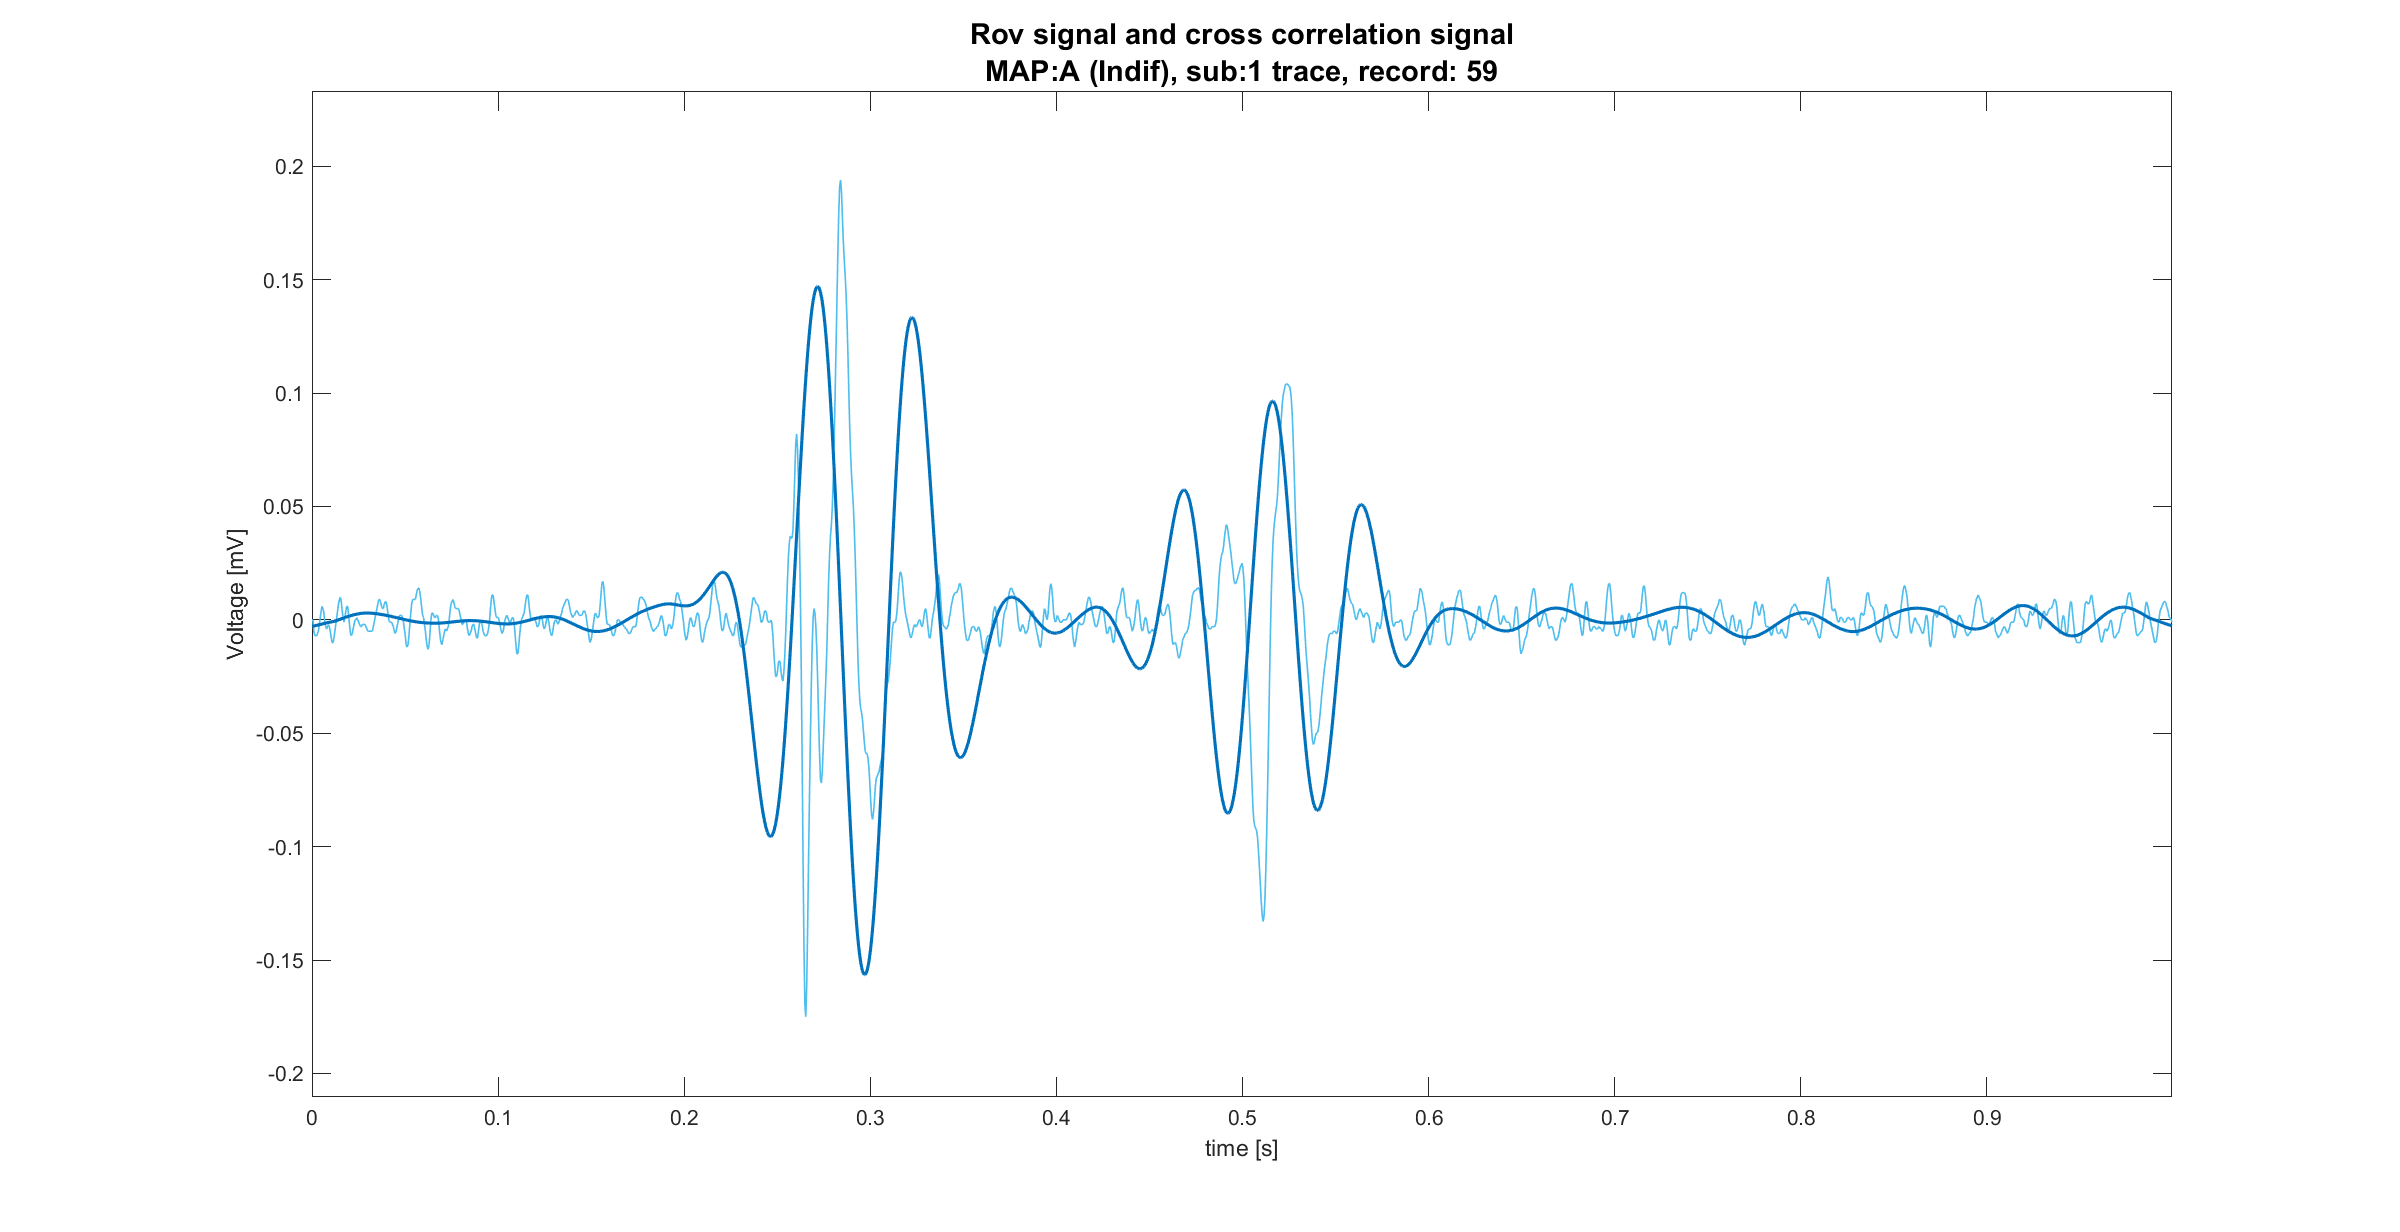 Rov signal and cross correlation signal
MAP:A (Indif), sub:1 trace, record: 59
Voltage [mV]
0.2
0.15
0.1
0.05
0
-0.05
-0.1
-0.15
-0.2
0 0.1 0.2 0.3 0.4 0.5 0.6 0.7 0.8 0.9
time [s]